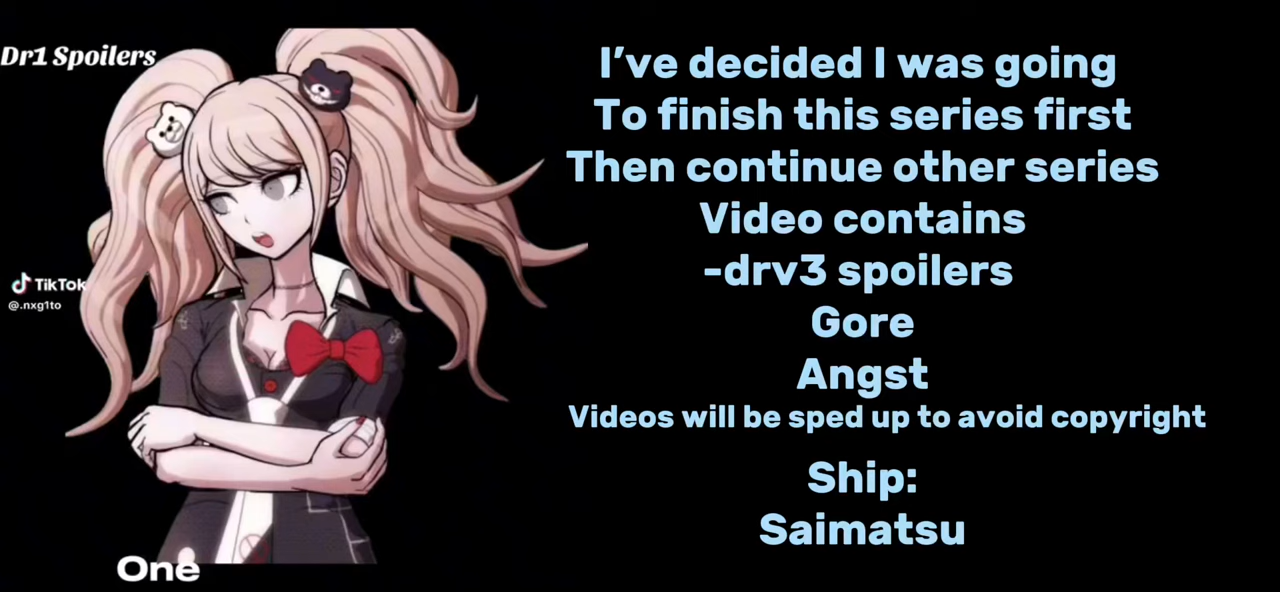 Dr1 Spoilers
TikTok
@.nxg1to
One
I’ve decided I was going
To finish this series first
Then continue other series
Video contains
-drv3 spoilers
Gore
Angst
Videos will be sped up to avoid copyright
Ship:
Saimatsu